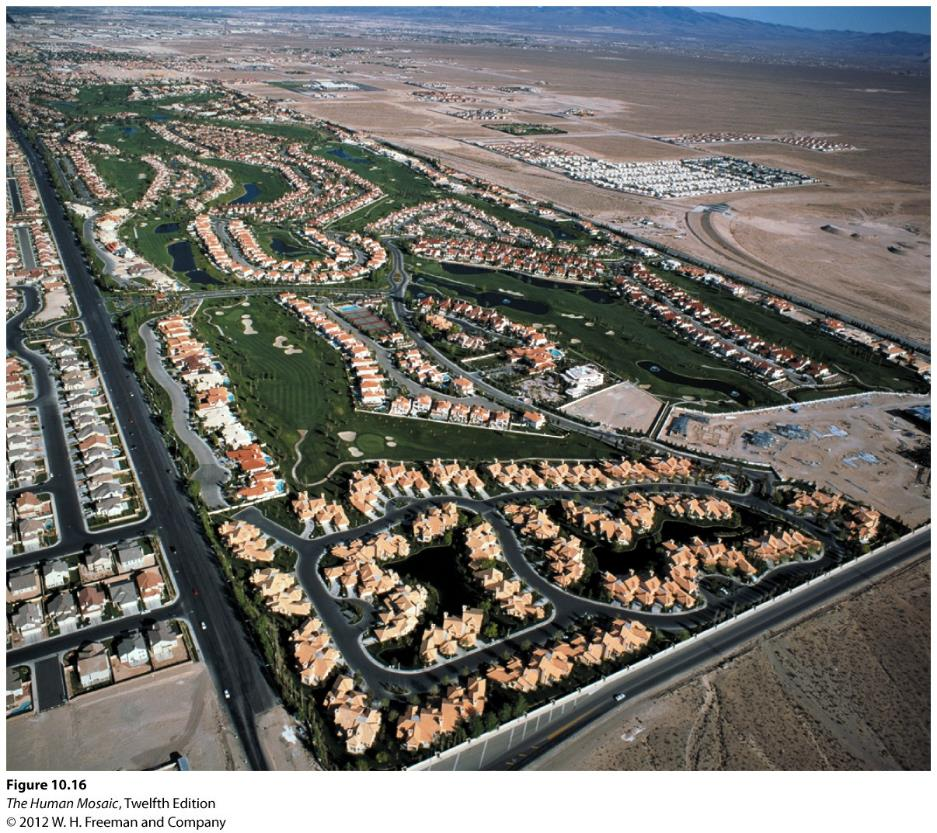 Figure 10.16
The Human Mosaic, Twelfth Edition
© 2012 W. H. Freeman and Company